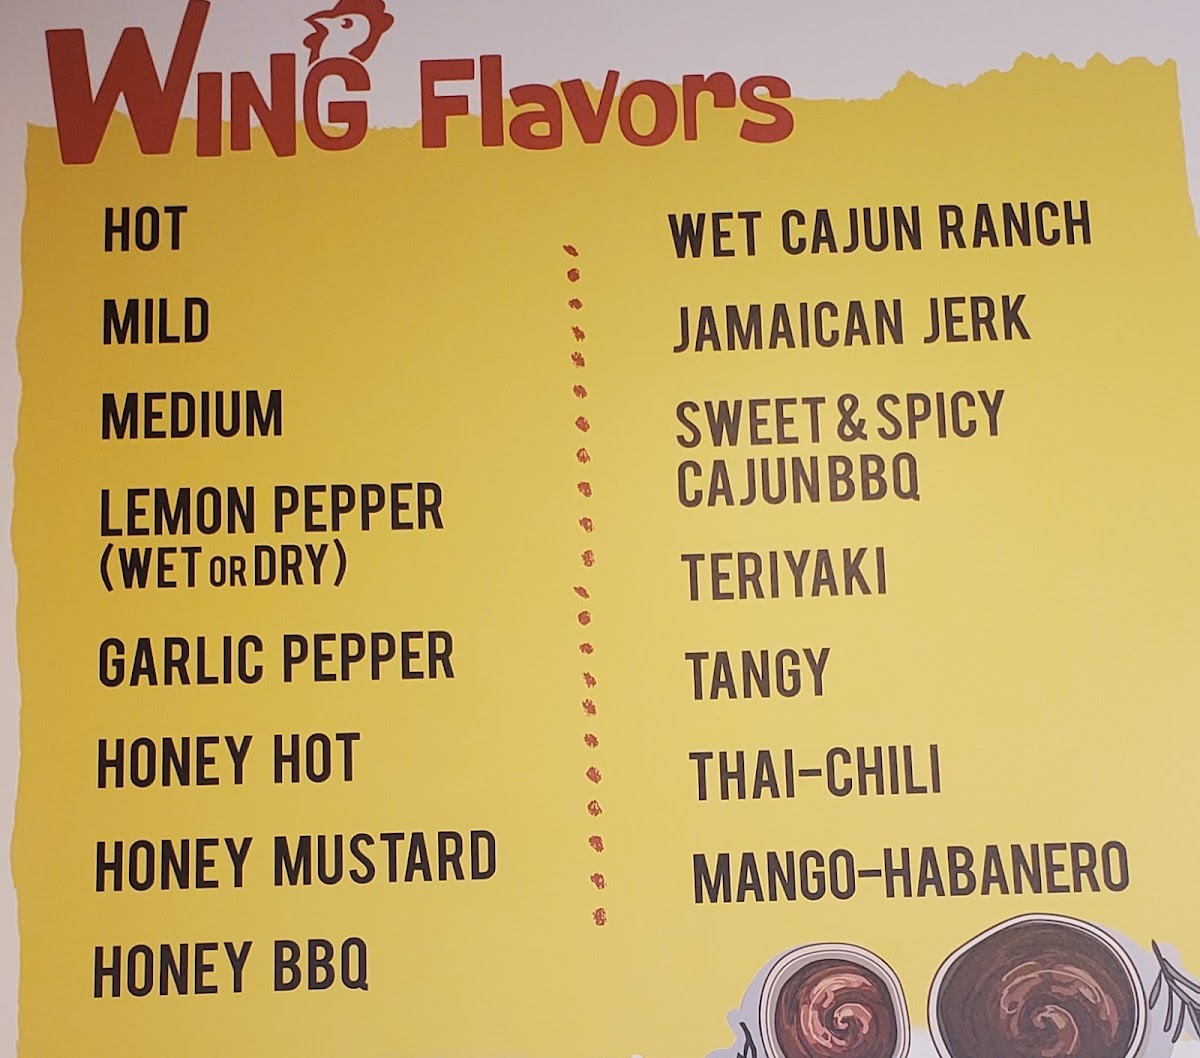 WING Flavors
HOT
MILD
MEDIUM
LEMON PEPPER
(WET OR DRY)
GARLIC PEPPER
HONEY HOT
HONEY MUSTARD
HONEY BBQ
WET CAJUN RANCH
JAMAICAN JERK
SWEET & SPICY
CAJUN BBQ
TERIYAKI
TANGY
THAI-CHILI
MANGO-HABANERO